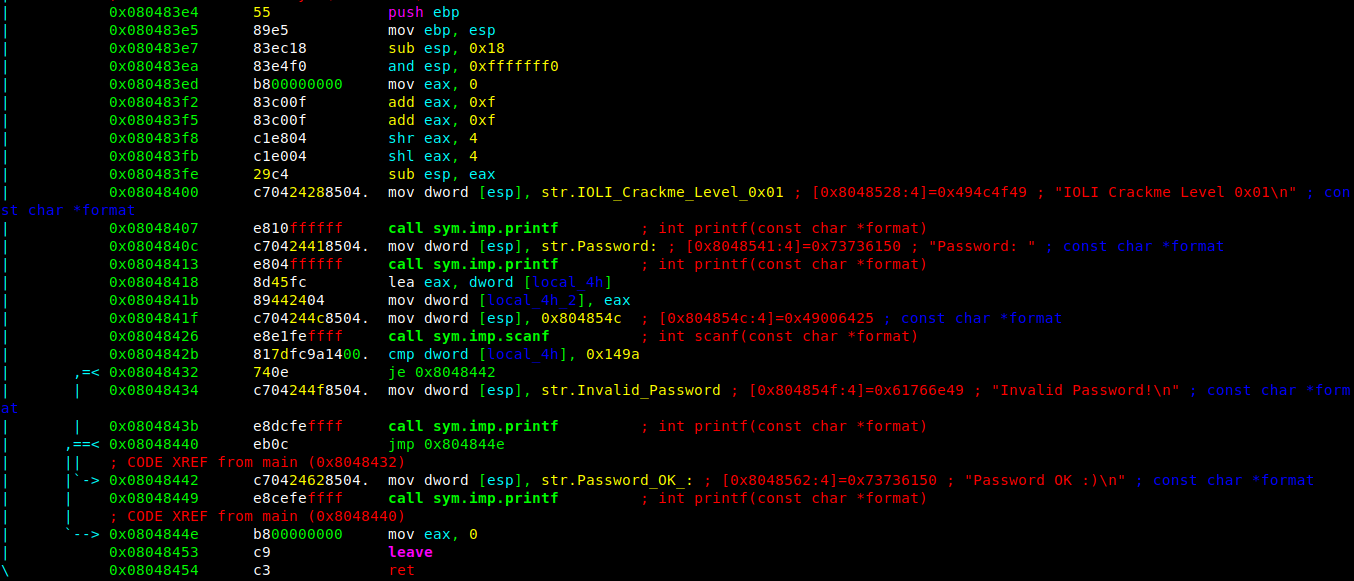 | 0x080483e4 55 push ebp
| 0x080483e5 89e5 mov ebp, esp
| 0x080483e7 83ec18 sub esp, 0x18
| 0x080483ea 83e4f0 and esp, 0xfffffff0
| 0x080483ed b800000000 mov eax, 0
| 0x080483f2 83c00f add eax, 0xf
| 0x080483f5 83c00f add eax, 0xf
| 0x080483f8 c1e804 shr eax, 4
| 0x080483fb c1e004 shl eax, 4
| 0x080483fe 29c4 sub esp, eax
| 0x08048400 c70424288504. mov dword [esp], str.IOLI_Crackme_Level_0x01 ; [0x8048528:4]=0x494c4f49 ; "IOLI Crackme Level 0x01\n" ; con
st char *format
| 0x08048407 e810ffffff call sym.imp.printf ; int printf(const char *format)
| 0x0804840c c70424418504. mov dword [esp], str.Password: ; [0x8048541:4]=0x73736150 ; "Password: " ; const char *format
| 0x08048413 e804ffffff call sym.imp.printf ; int printf(const char *format)
| 0x08048418 8d45fc lea eax, dword [local_4h]
| 0x0804841b 89442404 mov dword [local_4h_2], eax
| 0x0804841f c704244c8504. mov dword [esp], 0x804854c ; [0x804854c:4]=0x49006425 ; const char *format
| 0x08048426 e8e1feffff call sym.imp.scanf ; int scanf(const char *format)
| 0x0804842b 817dfc9a1400. cmp dword [local_4h], 0x149a
| ,=< 0x08048432 740e je 0x8048442
| | 0x08048434 c704244f8504. mov dword [esp], str.Invalid_Password ; [0x804854f:4]=0x61766e49 ; "Invalid Password!\n" ; const char *form
at
| | 0x0804843b e8dcfeffff call sym.imp.printf ; int printf(const char *format)
| ,==< 0x08048440 eb0c jmp 0x804844e
| || ; CODE XREF from main (0x8048432)
| |`-> 0x08048442 c70424628504. mov dword [esp], str.Password_OK_: ; [0x8048562:4]=0x73736150 ; "Password OK :)\n" ; const char *format
| | 0x08048449 e8cefeffff call sym.imp.printf ; int printf(const char *format)
| | ; CODE XREF from main (0x8048440)
| `--> 0x0804844e b800000000 mov eax, 0
| 0x08048453 c9 leave
\ 0x08048454 c3 ret